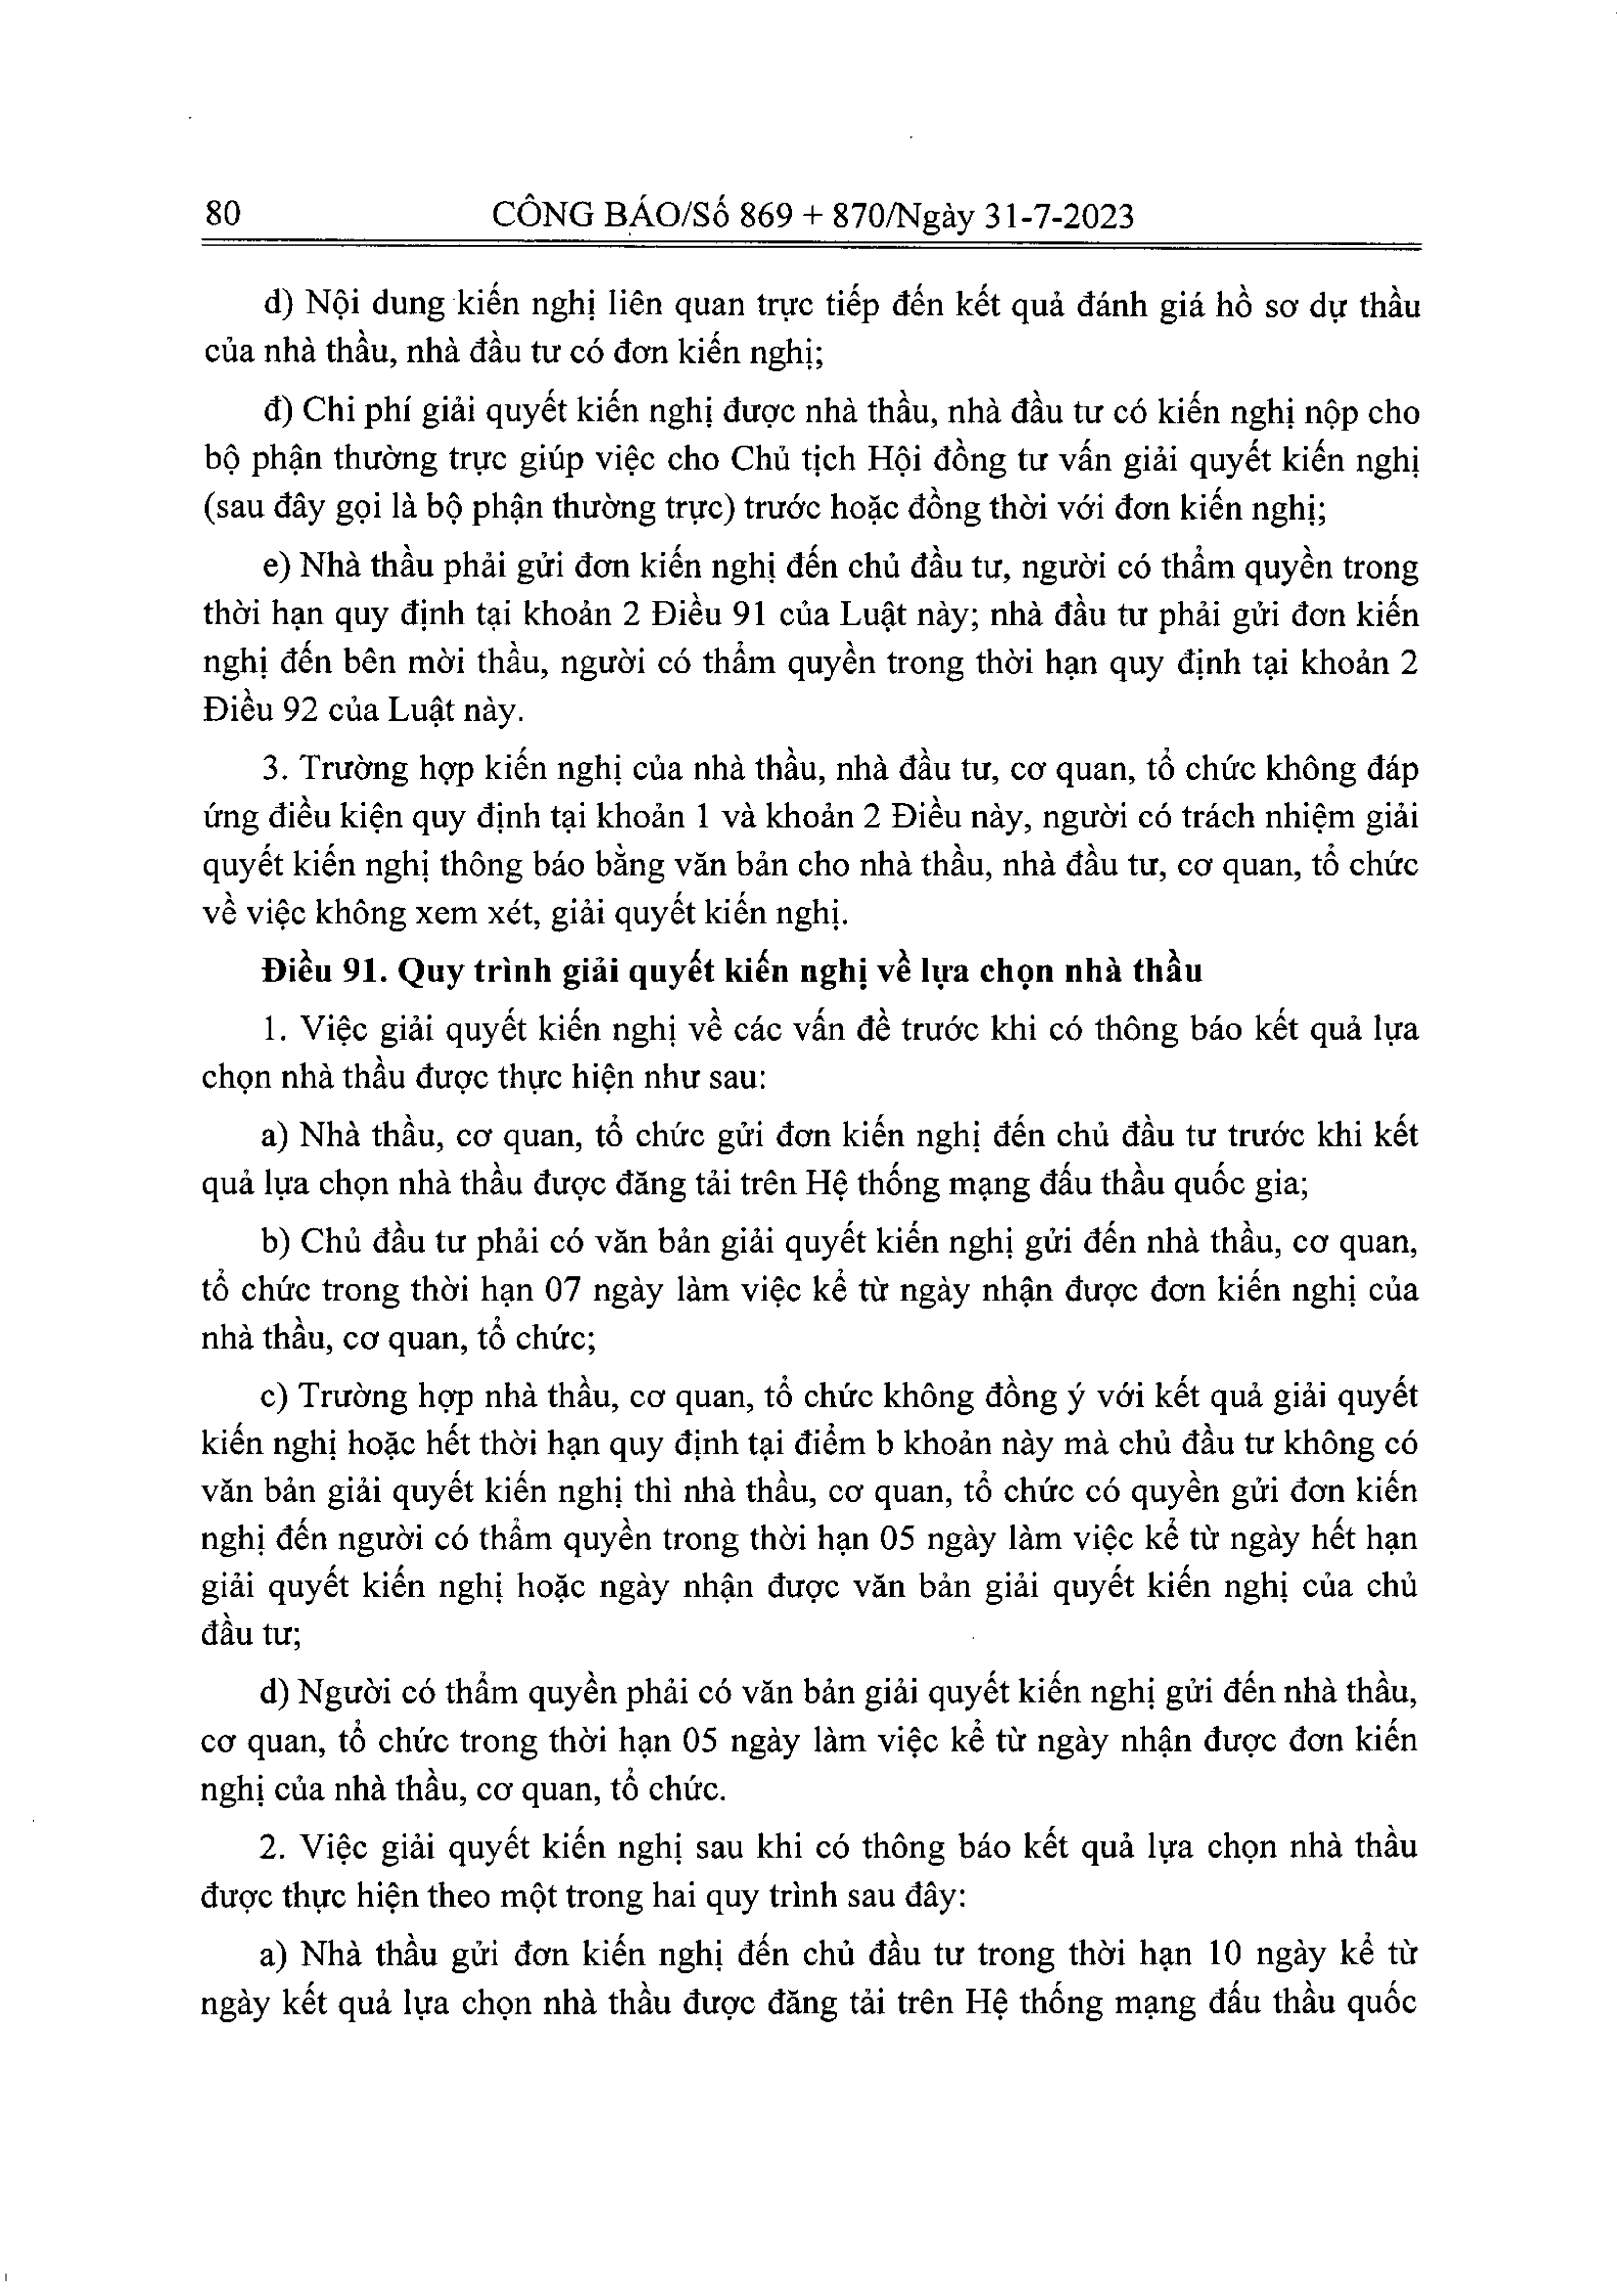 80
CÔNG BÁO/Số 869 + 870/Ngày 31-7-2023
d) Nội dung kiến nghị liên quan trực tiếp đến kết quả đánh giá hồ sơ dự thầu
của nhà thầu, nhà đầu tư có đơn kiến nghị;
đ) Chi phí giải quyết kiến nghị được nhà thầu, nhà đầu tư có kiến nghị nộp cho
bộ phận thường trực giúp việc cho Chủ tịch Hội đồng tư vấn giải quyết kiến nghị
(sau đây gọi là bộ phận thường trực) trước hoặc đồng thời với đơn kiến nghị;
e) Nhà thầu phải gửi đơn kiến nghị đến chủ đầu tư, người có thẩm quyền trong
thời hạn quy định tại khoản 2 Điều 91 của Luật này; nhà đầu tư phải gửi đơn kiến
nghị đến bên mời thầu, người có thẩm quyền trong thời hạn quy định tại khoản 2
Điều 92 của Luật này.
3. Trường hợp kiến nghị của nhà thầu, nhà đầu tư, cơ quan, tổ chức không đáp
ứng điều kiện quy định tại khoản 1 và khoản 2 Điều này, người có trách nhiệm giải
quyết kiến nghị thông báo bằng văn bản cho nhà thầu, nhà đầu tư, cơ quan, tổ chức
về việc không xem xét, giải quyết kiến nghị.
Điều 91. Quy trình giải quyết kiến nghị về lựa chọn nhà thầu
1. Việc giải quyết kiến nghị về các vấn đề trước khi có thông báo kết quả lựa
chọn nhà thầu được thực hiện như sau:
a) Nhà thầu, cơ quan, tổ chức gửi đơn kiến nghị đến chủ đầu tư trước khi kết
quả lựa chọn nhà thầu được đăng tải trên Hệ thống mạng đấu thầu quốc gia;
b) Chủ đầu tư phải có văn bản giải quyết kiến nghị gửi đến nhà thầu, cơ quan,
tổ chức trong thời hạn 07 ngày làm việc kể từ ngày nhận được đơn kiến nghị của
nhà thầu, cơ quan, tổ chức;
c) Trường hợp nhà thầu, cơ quan, tổ chức không đồng ý với kết quả giải quyết
kiến nghị hoặc hết thời hạn quy định tại điểm b khoản này mà chủ đầu tư không có
văn bản giải quyết kiến nghị thì nhà thầu, cơ quan, tổ chức có quyền gửi đơn kiến
nghị đến người có thẩm quyền trong thời hạn 05 ngày làm việc kể từ ngày hết hạn
giải quyết kiến nghị hoặc ngày nhận được văn bản giải quyết kiến nghị của chủ
đầu tư;
d) Người có thẩm quyền phải có văn bản giải quyết kiến nghị gửi đến nhà thầu,
cơ quan, tổ chức trong thời hạn 05 ngày làm việc kể từ ngày nhận được đơn kiến
nghị của nhà thầu, cơ quan, tổ chức.
2. Việc giải quyết kiến nghị sau khi có thông báo kết quả lựa chọn nhà thầu
được thực hiện theo một trong hai quy trình sau đây:
a) Nhà thầu gửi đơn kiến nghị đến chủ đầu tư trong thời hạn 10 ngày kể từ
ngày kết quả lựa chọn nhà thầu được đăng tải trên Hệ thống mạng đấu thầu quốc